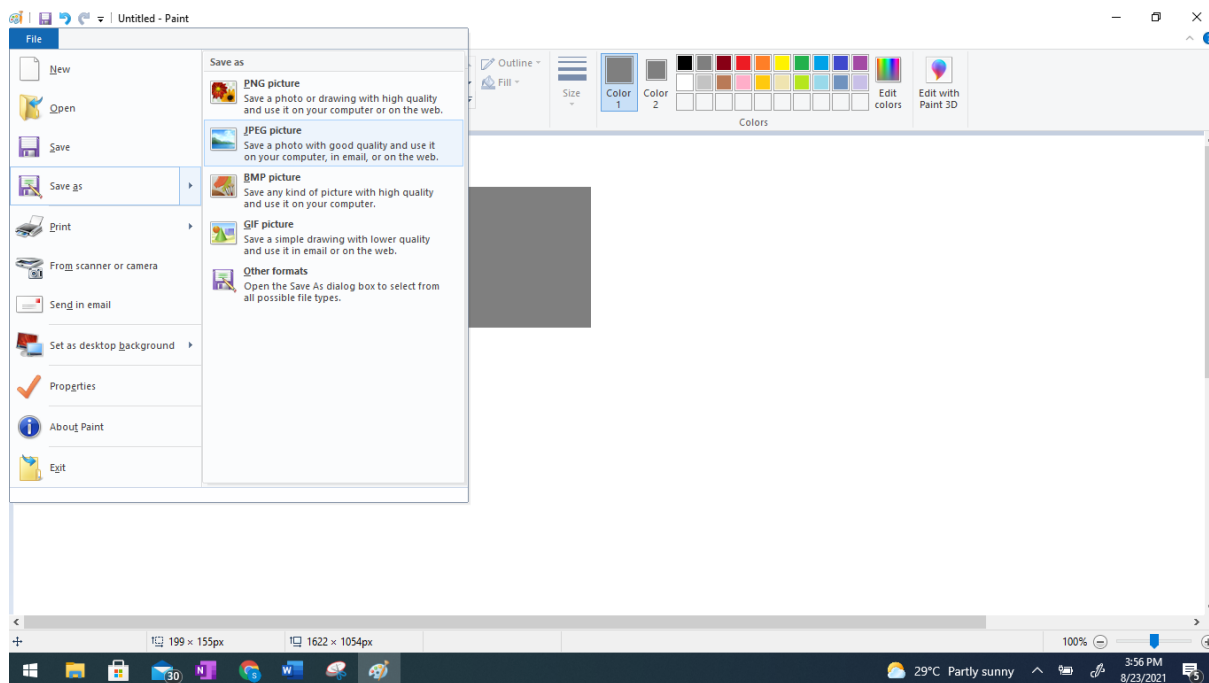 Untitled - Paint
File
New
Open
Save
Save as
Print
From scanner or camera
Send in email
Set as desktop background
Properties
About Paint
Exit
Save as
PNG picture
Save a photo or drawing with high quality
and use it on your computer or on the web.
JPEG picture
Save a photo with good quality and use it
on your computer, in email, or on the web.
BMP picture
Save any kind of picture with high quality
and use it on your computer.
GIF picture
Save a simple drawing with lower quality
and use it in email or on the web.
Other formats
Open the Save As dialog box to select from
all possible file types.
Outline
Fill
Size
Color
1
Color
2
Edit
colors
Edit with
Paint 3D
Colors
199 × 155px
1622 × 1054px
100%
30
N
S
W
29°C Partly sunny
3:56 PM
8/23/2021
5